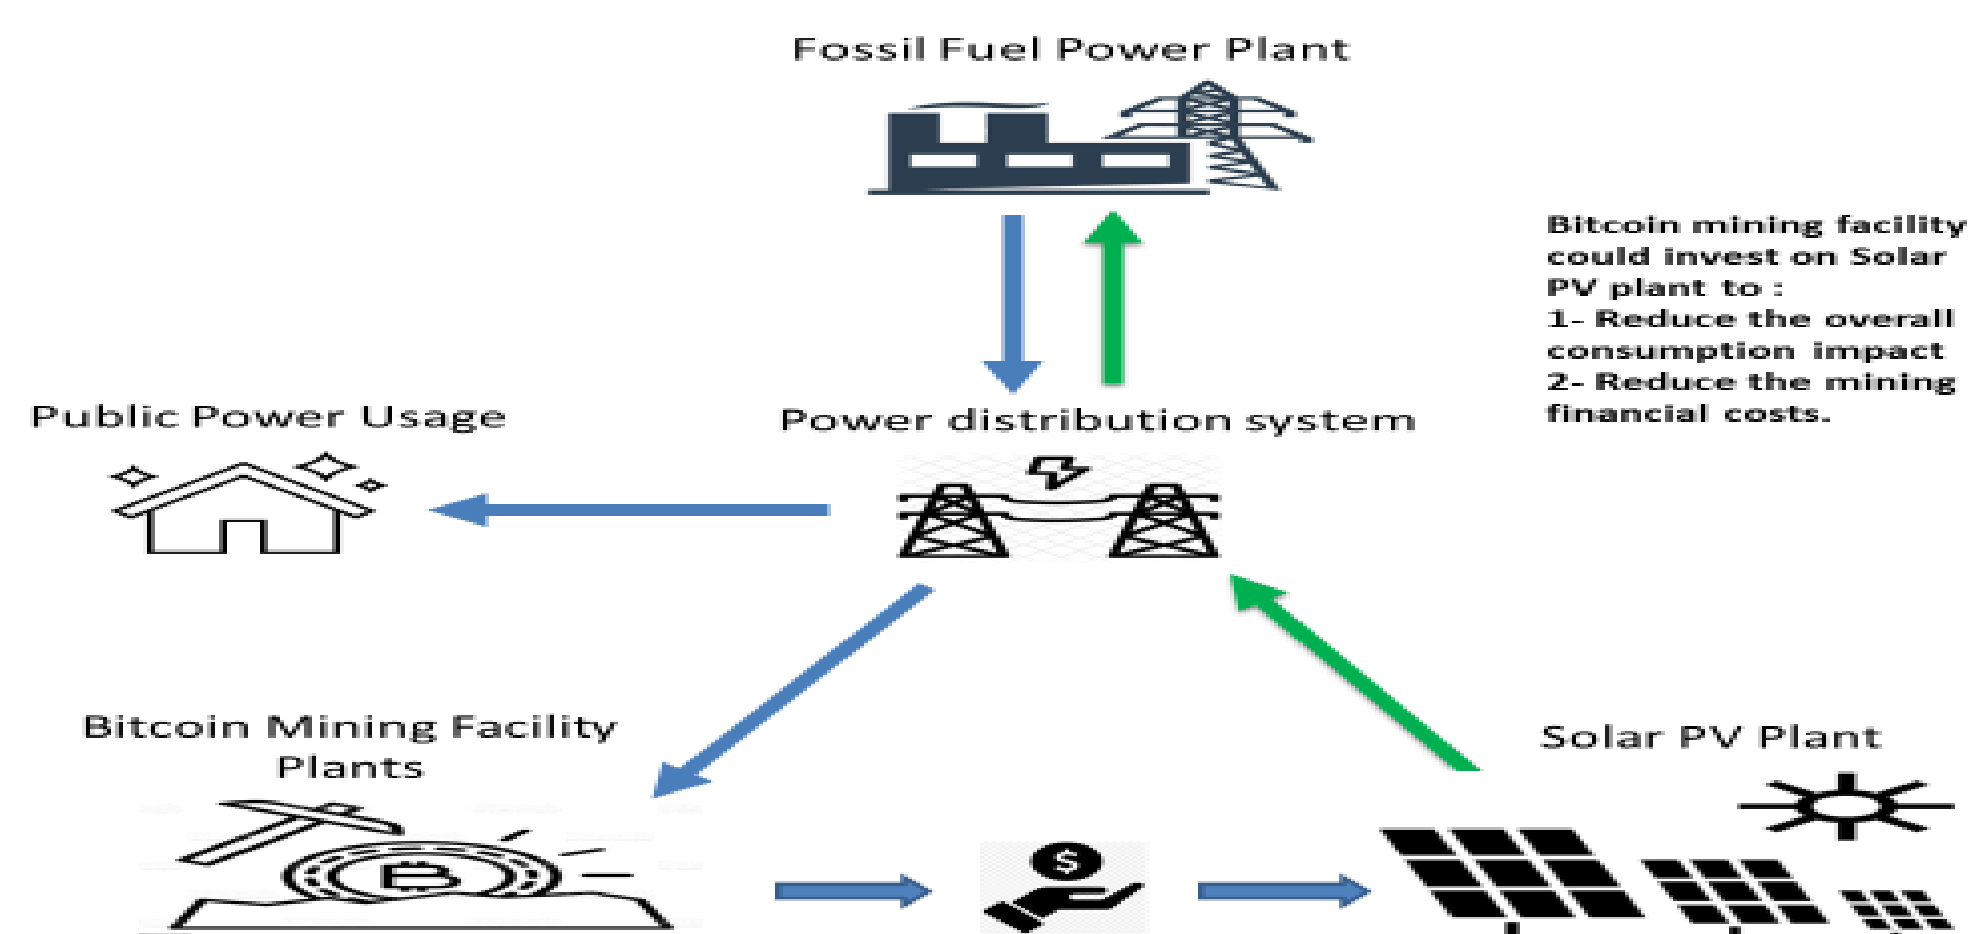 Fossil Fuel Power Plant
Bitcoin mining facility
could invest on Solar
PV plant to :
1- Reduce the overall
consumption impact
2- Reduce the mining
financial costs.
Public Power Usage
Power distribution system
Bitcoin Mining Facility
Plants
Solar PV Plant
$
B